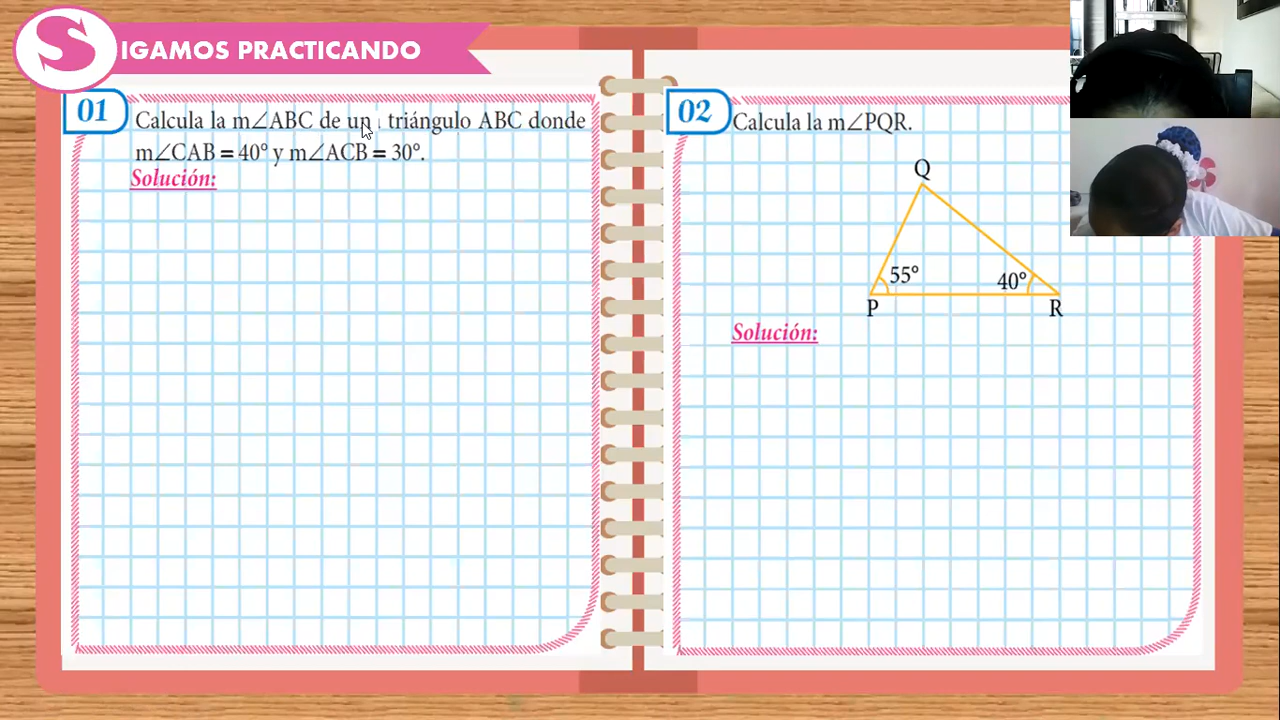 SIGAMOS PRACTICANDO
01
Calcula la m∠ABC de un triángulo ABC donde
m∠CAB = 40° y m∠ACB = 30°.
Solución:
02
Calcula la m∠PQR.
Q
55°
40°
P
R
Solución: